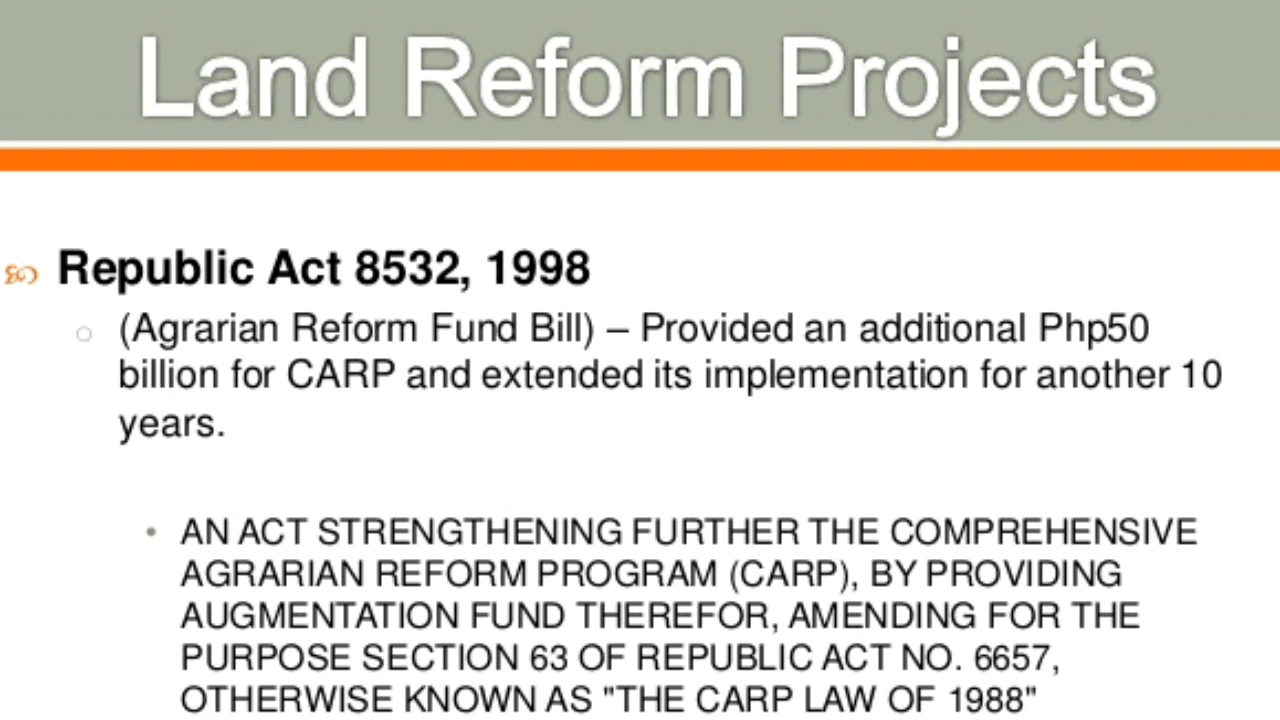 Land Reform Projects
Republic Act 8532, 1998
(Agrarian Reform Fund Bill) – Provided an additional Php50
billion for CARP and extended its implementation for another 10
years.
AN ACT STRENGTHENING FURTHER THE COMPREHENSIVE
AGRARIAN REFORM PROGRAM (CARP), BY PROVIDING
AUGMENTATION FUND THEREFOR, AMENDING FOR THE
PURPOSE SECTION 63 OF REPUBLIC ACT NO. 6657,
OTHERWISE KNOWN AS "THE CARP LAW OF 1988"